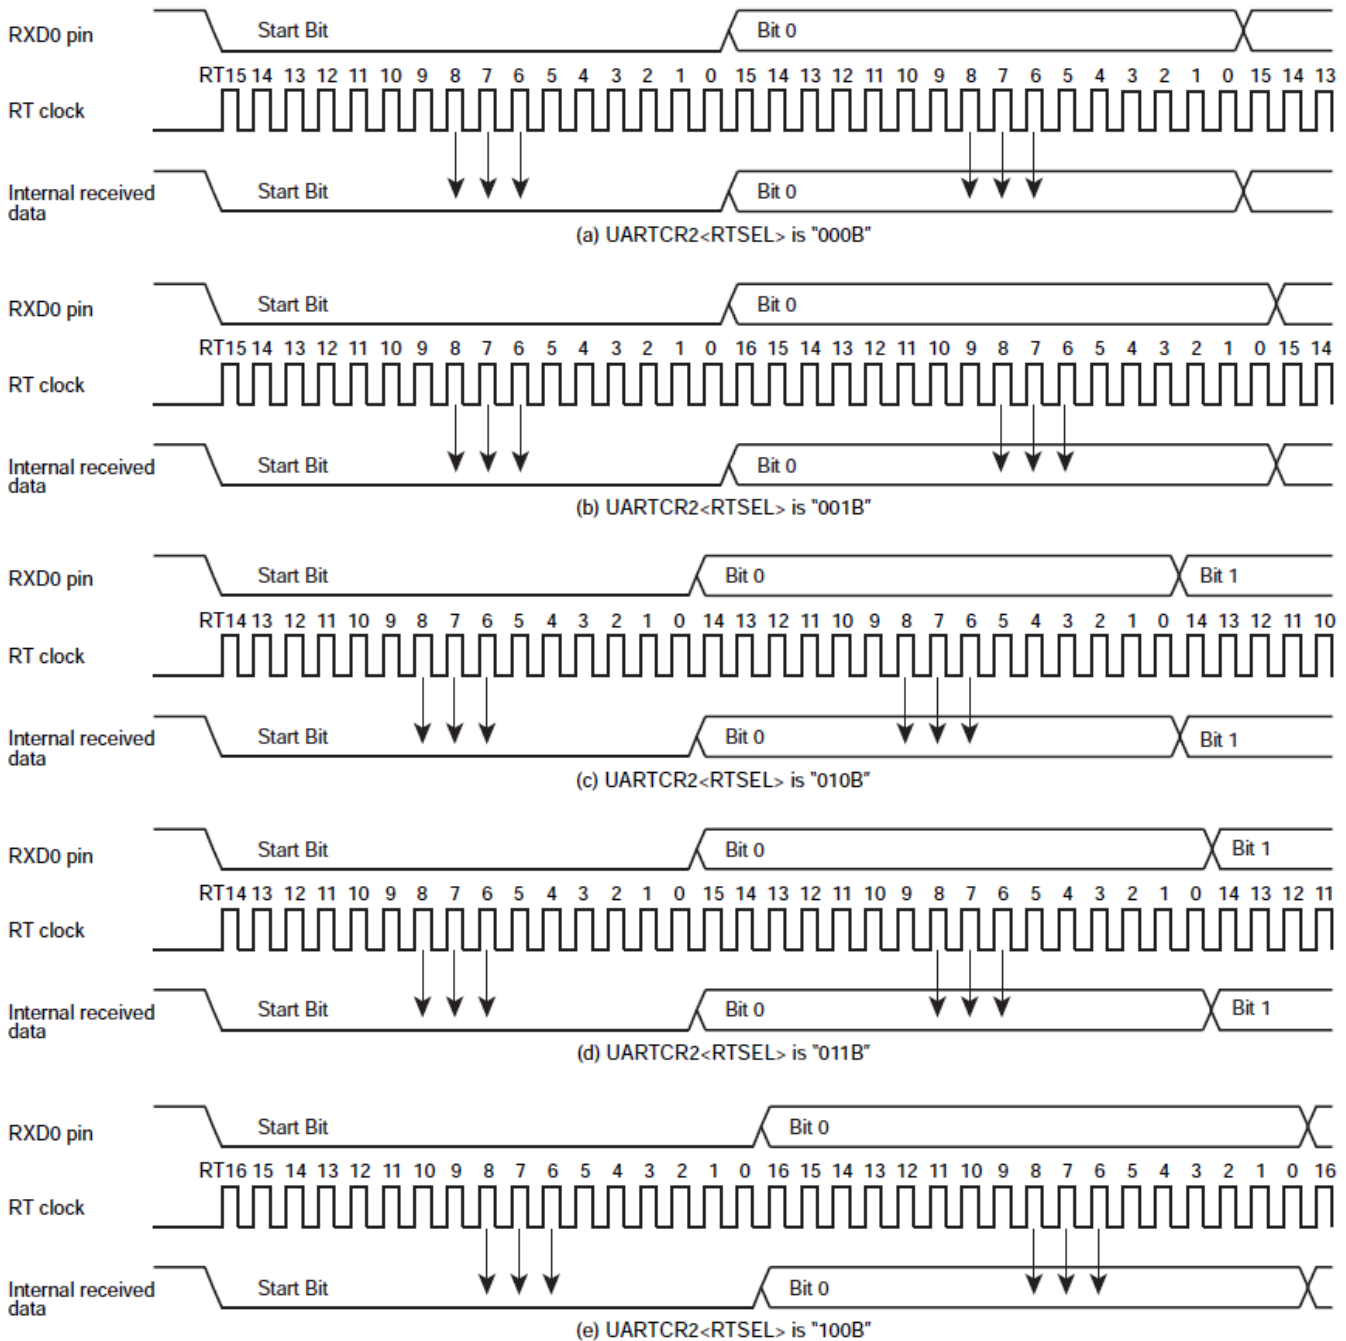 RXD0 pin Start Bit Bit 0
RT15 14 13 12 11 10 9 8 7 6 5 4 3 2 1 0 15 14 13 12 11 10 9 8 7 6 5 4 3 2 1 0 15 14 13
RT clock
Internal received data Start Bit Bit 0
(a) UARTCR2<RTSEL> is "000B"
RXD0 pin Start Bit Bit 0
RT15 14 13 12 11 10 9 8 7 6 5 4 3 2 1 0 16 15 14 13 12 11 10 9 8 7 6 5 4 3 2 1 0 15 14
RT clock
Internal received data Start Bit Bit 0
(b) UARTCR2<RTSEL> is "001B"
RXD0 pin Start Bit Bit 0 Bit 1
RT14 13 12 11 10 9 8 7 6 5 4 3 2 1 0 14 13 12 11 10 9 8 7 6 5 4 3 2 1 0 14 13 12 11 10
RT clock
Internal received data Start Bit Bit 0 Bit 1
(c) UARTCR2<RTSEL> is "010B"
RXD0 pin Start Bit Bit 0 Bit 1
RT14 13 12 11 10 9 8 7 6 5 4 3 2 1 0 15 14 13 12 11 10 9 8 7 6 5 4 3 2 1 0 14 13 12 11
RT clock
Internal received data Start Bit Bit 0 Bit 1
(d) UARTCR2<RTSEL> is "011B"
RXD0 pin Start Bit Bit 0
RT16 15 14 13 12 11 10 9 8 7 6 5 4 3 2 1 0 16 15 14 13 12 11 10 9 8 7 6 5 4 3 2 1 0 16
RT clock
Internal received data Start Bit Bit 0
(e) UARTCR2<RTSEL> is "100B"